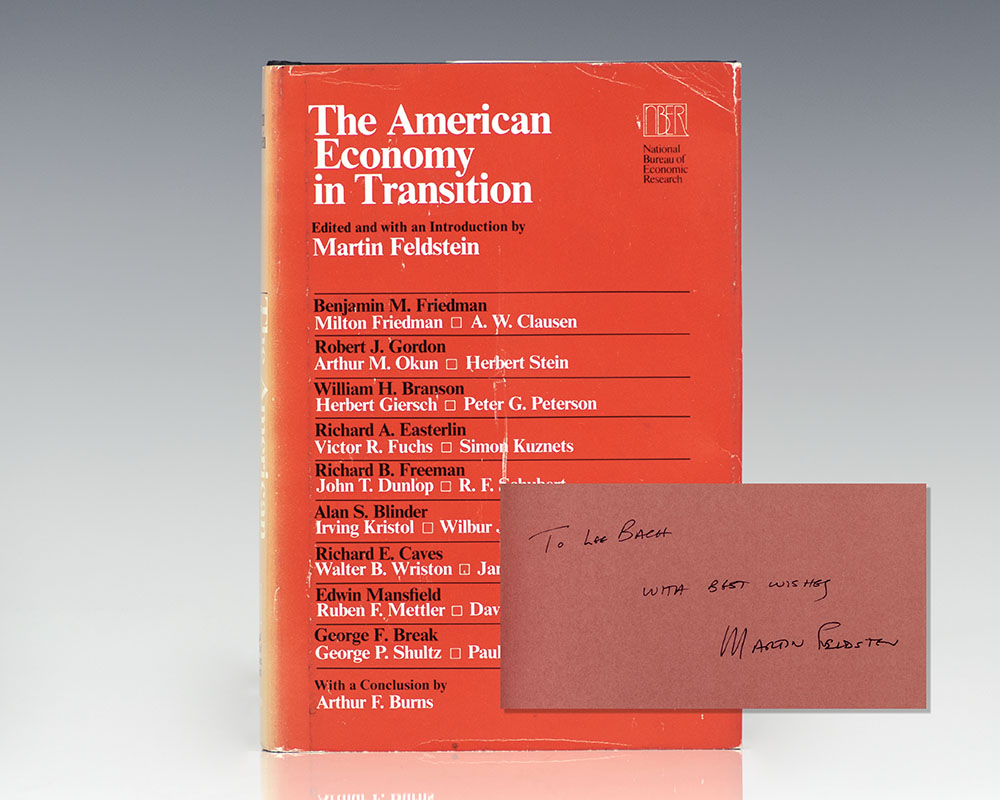 The American
Economy
in Transition
NBER
National
Bureau of
Economic
Research
Edited and with an Introduction by
Martin Feldstein
Benjamin M. Friedman
Milton Friedman □ A. W. Clausen
Robert J. Gordon
Arthur M. Okun □ Herbert Stein
William H. Branson
Herbert Giersch □ Peter G. Peterson
Richard A. Easterlin
Victor R. Fuchs □ Simon Kuznets
Richard B. Freeman
John T. Dunlop □ R. F. Schubert
Alan S. Blinder
Irving Kristol □ Wilbur
Richard E. Caves
Walter B. Wriston □
Edwin Mansfield
Ruben F. Mettler □
George F. Break
George P. Shultz □ Paul
With a Conclusion by
Arthur F. Burns
To Lee Bach
with best wishes
Martin Feldstein